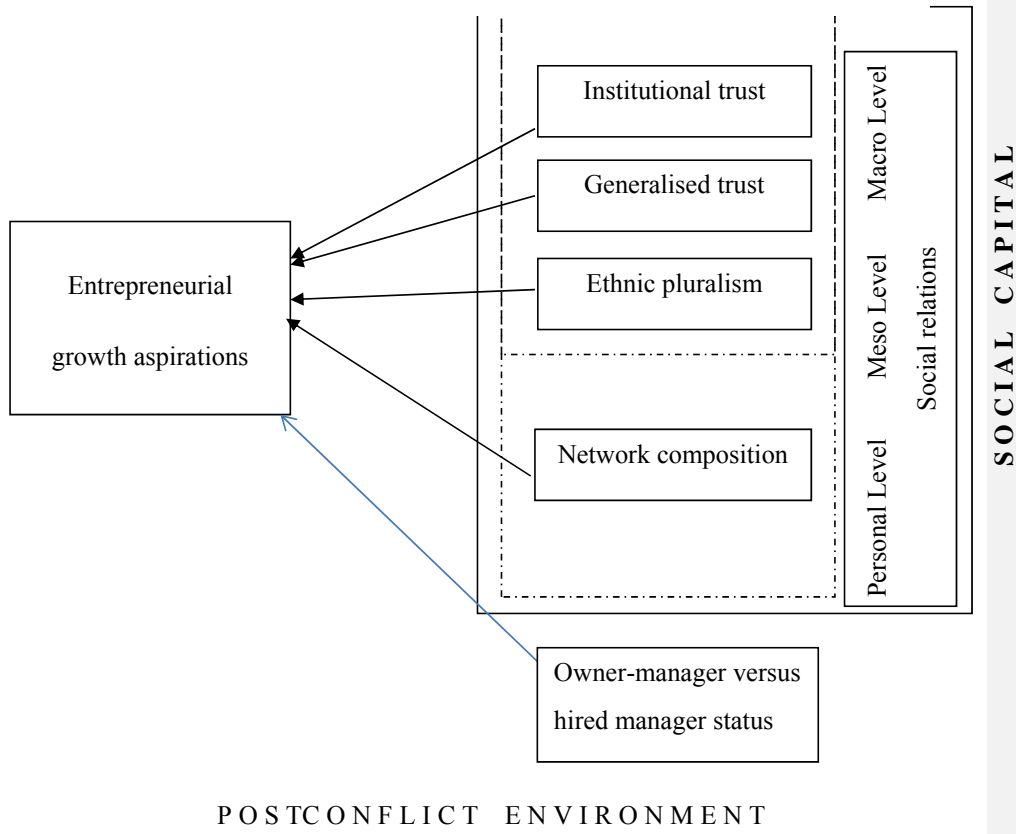 Institutional trust
Generalised trust
Ethnic pluralism
Network composition
Entrepreneurial
growth aspirations
Macro Level
Meso Level
Personal Level
Social relations
SOCIAL CAPITAL
Owner-manager versus
hired manager status
POSTCONFLICT ENVIRONMENT